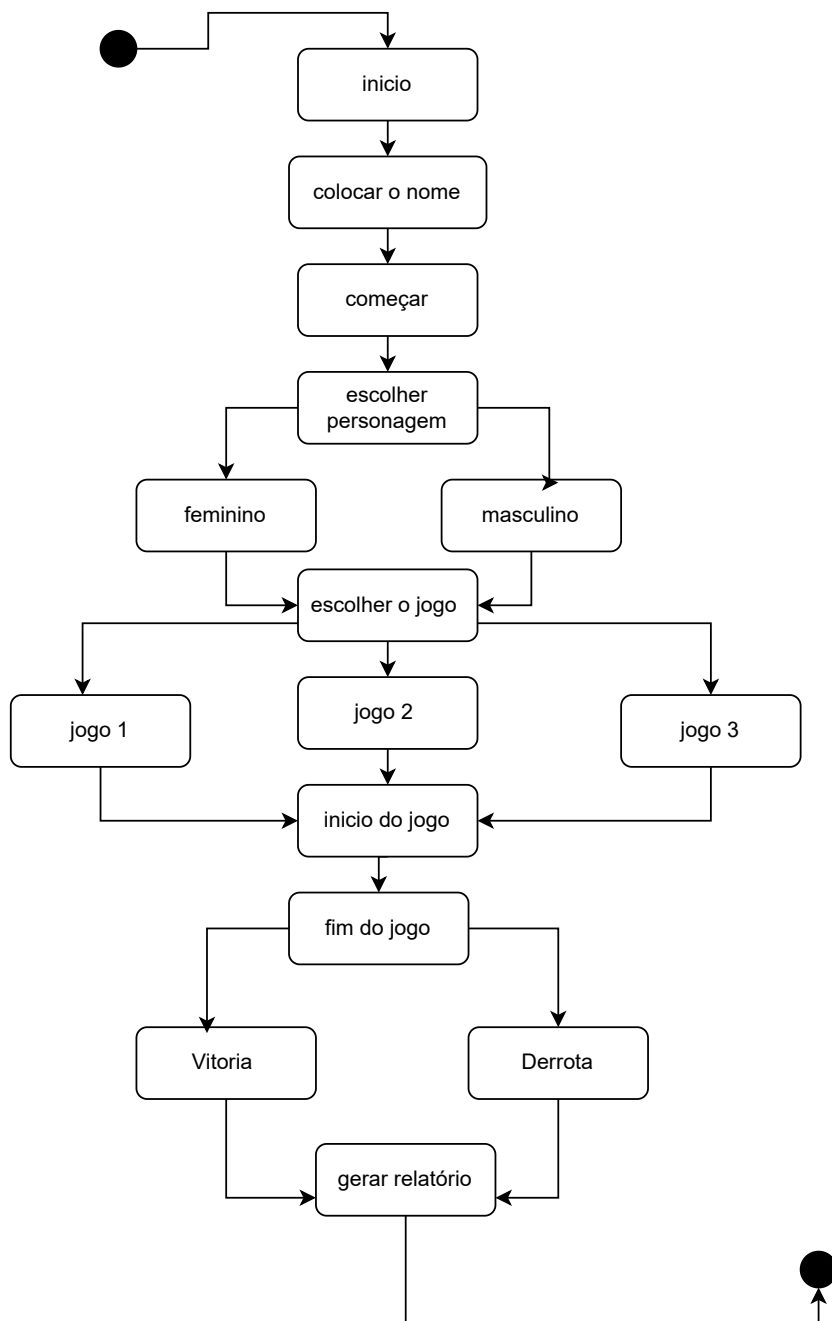 inicio
colocar o nome
começar
escolher
personagem
feminino
masculino
escolher o jogo
jogo 1
jogo 2
jogo 3
inicio do jogo
fim do jogo
Vitoria
Derrota
gerar relatório